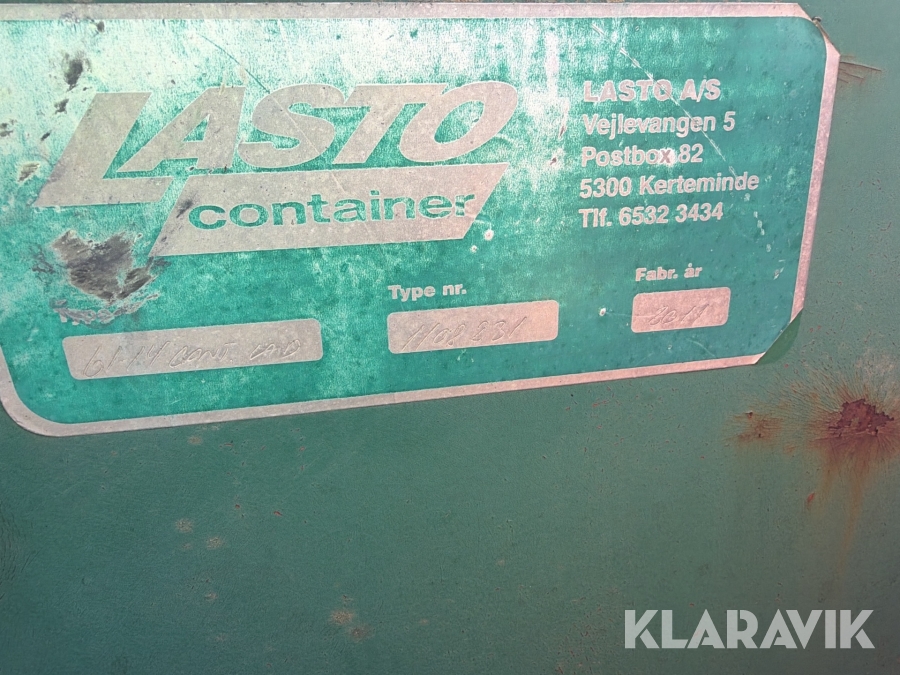 LASTO
container
LASTO A/S
Vejlevangen 5
Postbox 82
5300 Kerteminde
Tlf. 6532 3434
Type nr.
Fabr. år
KLARAVIK